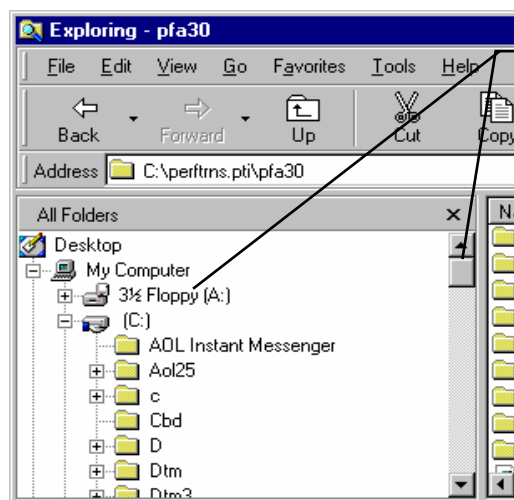 Exploring - pfa30
File Edit View Go Favorites Tools Help
Back Forward Up Cut Copy
Address C:\perftrns.pti\pfa30
All Folders
Desktop
My Computer
3½ Floppy (A:)
(C:)
AOL Instant Messenger
Aol25
c
Cbd
D
Dtm
Dtm3